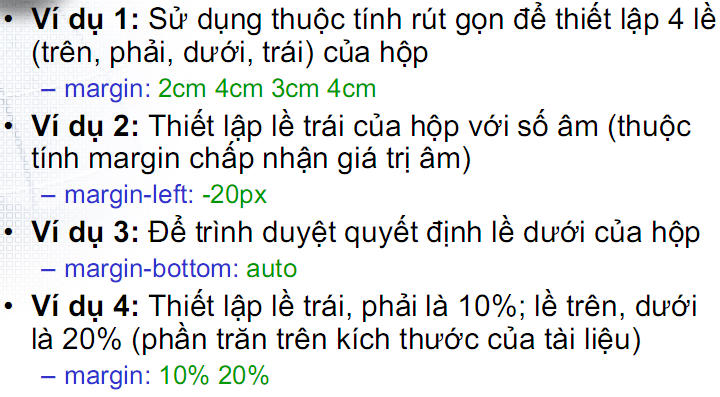 • Ví dụ 1: Sử dụng thuộc tính rút gọn để thiết lập 4 lề
(trên, phải, dưới, trái) của hộp
– margin: 2cm 4cm 3cm 4cm
• Ví dụ 2: Thiết lập lề trái của hộp với số âm (thuộc
tính margin chấp nhận giá trị âm)
– margin-left: -20px
• Ví dụ 3: Để trình duyệt quyết định lề dưới của hộp
– margin-bottom: auto
• Ví dụ 4: Thiết lập lề trái, phải là 10%; lề trên, dưới
là 20% (phần trăn trên kích thước của tài liệu)
– margin: 10% 20%